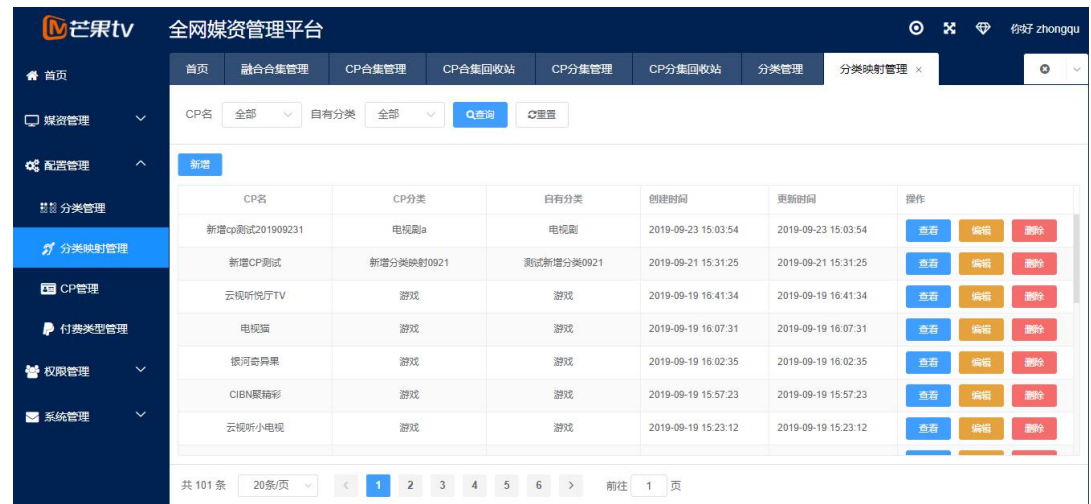 芒果tv 全网媒资管理平台 你好 zhongqu
首页
媒资管理
配置管理
分类管理
分类映射管理
CP管理
付费类型管理
权限管理
系统管理
首页 融合合集管理 CP合集管理 CP合集回收站 CP分集管理 CP分集回收站 分类管理 分类映射管理 ×
CP名 全部 自有分类 全部 查询 重置
新增
CP名 CP分类 自有分类 创建时间 更新时间 操作
新增cp测试201909231 电视剧a 电视剧 2019-09-23 15:03:54 2019-09-23 15:03:54 查看 编辑 删除
新增CP测试 新增分类映射0921 测试新增分类0921 2019-09-21 15:31:25 2019-09-21 15:31:25 查看 编辑 删除
云视听悦厅TV 游戏 游戏 2019-09-19 16:41:34 2019-09-19 16:41:34 查看 编辑 删除
电视猫 游戏 游戏 2019-09-19 16:07:31 2019-09-19 16:07:31 查看 编辑 删除
银河奇异果 游戏 游戏 2019-09-19 16:02:35 2019-09-19 16:02:35 查看 编辑 删除
CIBN聚精彩 游戏 游戏 2019-09-19 15:57:23 2019-09-19 15:57:23 查看 编辑 删除
云视听小电视 游戏 游戏 2019-09-19 15:23:12 2019-09-19 15:23:12 查看 编辑 删除
共 101 条 20条/页 < 1 2 3 4 5 6 > 前往 1 页